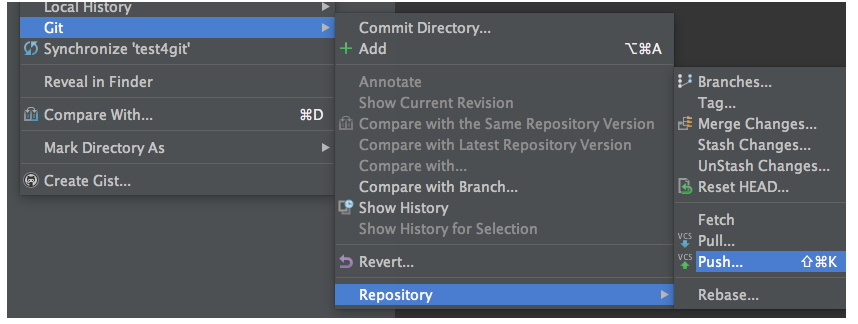 Local History
Git
Synchronize 'test4git'
Reveal in Finder
Compare With... ⌘D
Mark Directory As
Create Gist...
Commit Directory...
Add ⌥⌘A
Annotate
Show Current Revision
Compare with the Same Repository Version
Compare with Latest Repository Version
Compare with...
Compare with Branch...
Show History
Show History for Selection
Revert...
Repository
Branches...
Tag...
Merge Changes...
Stash Changes...
UnStash Changes...
Reset HEAD...
Fetch
VCS Pull...
VCS Push... ⇧⌘K
Rebase...